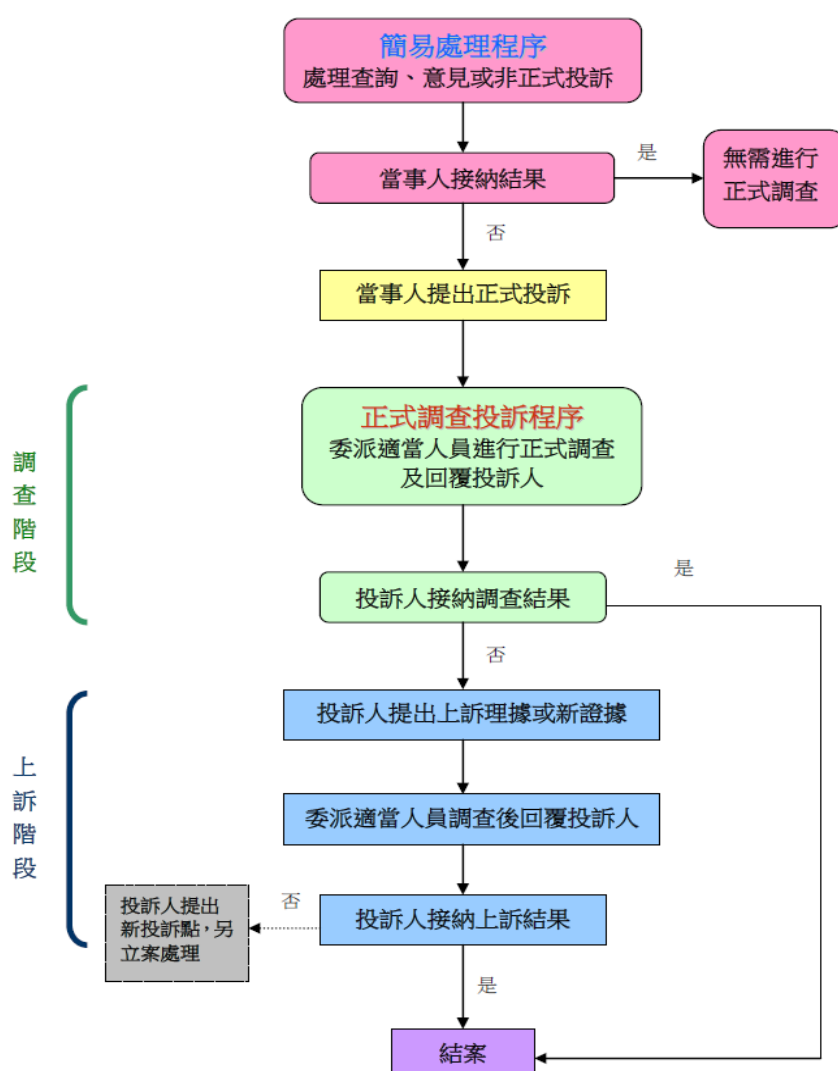 簡易處理程序
處理查詢、意見或非正式投訴
當事人接納結果
是
無需進行
正式調查
否
當事人提出正式投訴
調查階段
正式調查投訴程序
委派適當人員進行正式調查
及回覆投訴人
投訴人接納調查結果
是
否
上訴階段
投訴人提出上訴理據或新證據
委派適當人員調查後回覆投訴人
投訴人接納上訴結果
否
投訴人提出
新投訴點，另
立案處理
是
結案